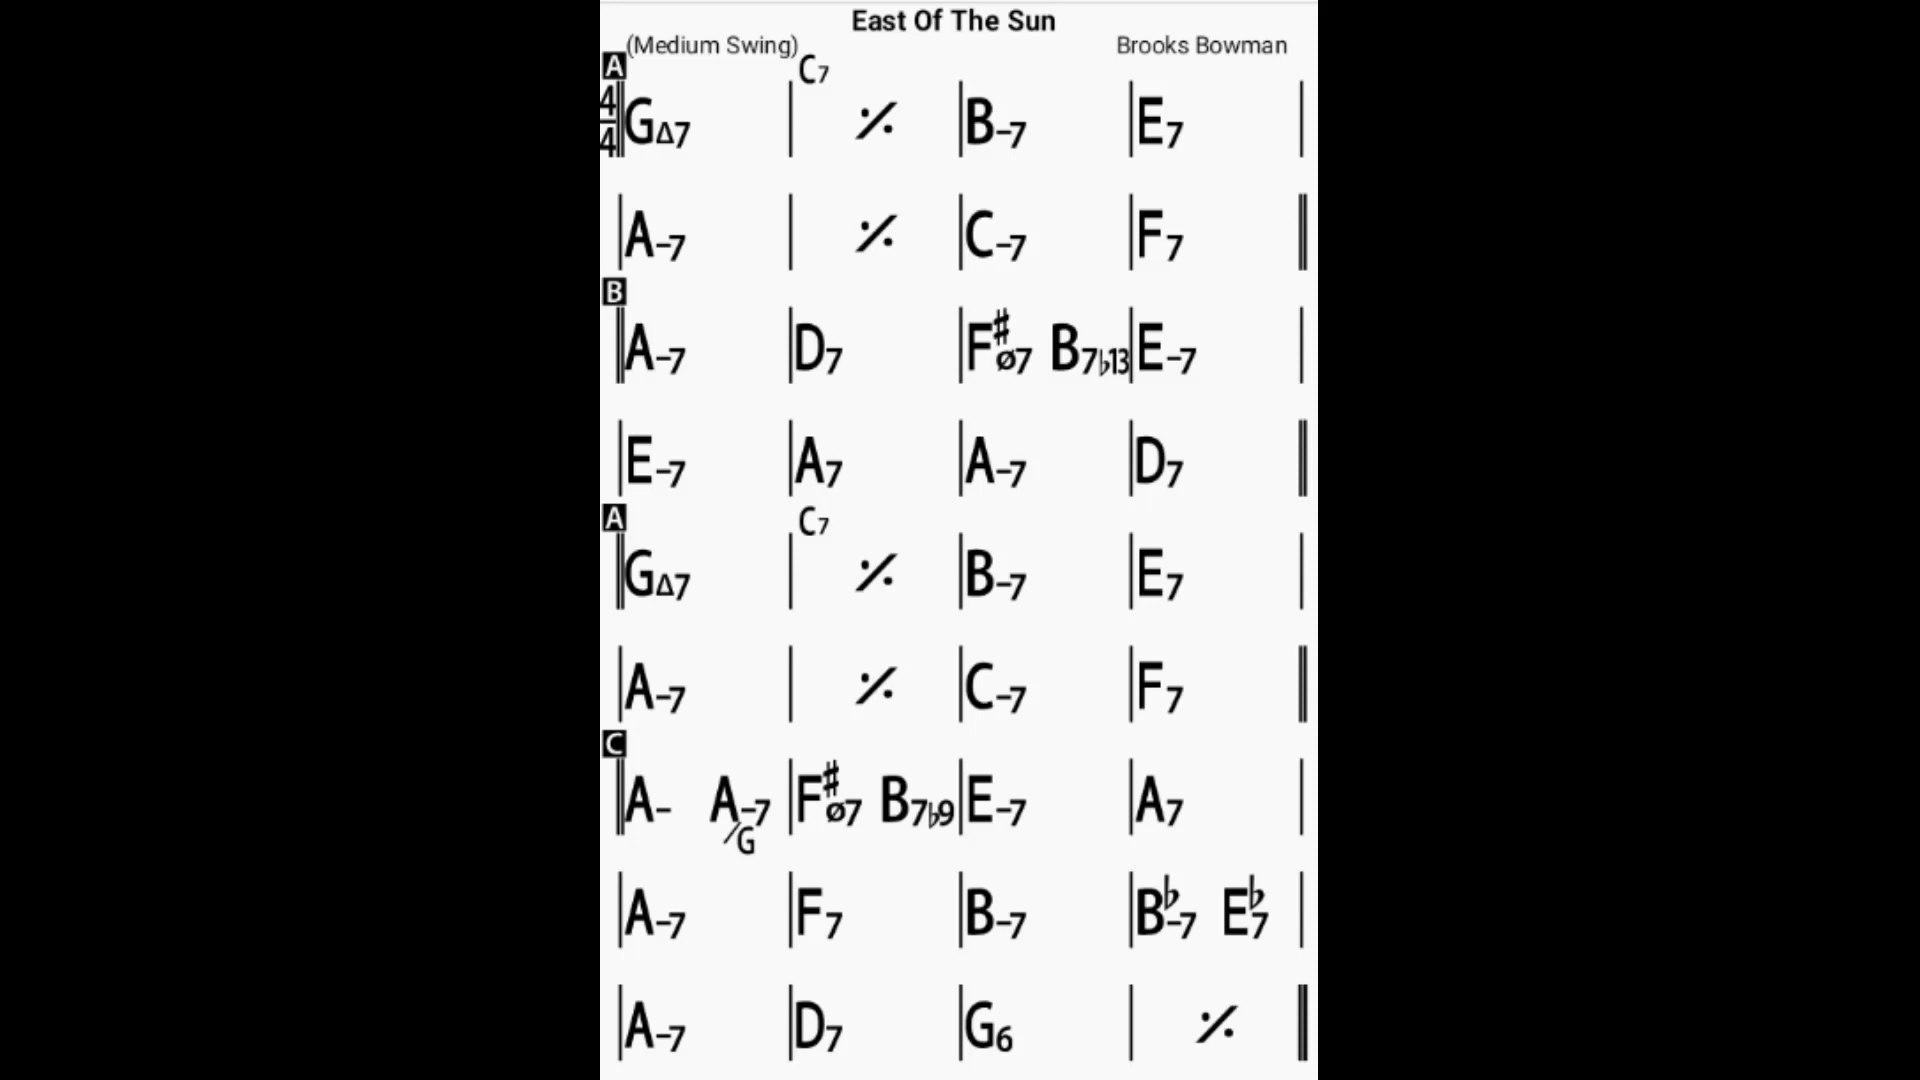 East Of The Sun
(Medium Swing) Brooks Bowman
A C7
4/4 GΔ7 | 𝄎 | B-7 | E7 |
A-7 | 𝄎 | C-7 | F7
B
A-7 | D7 | F#ø7 B7♭13 | E-7 |
E-7 | A7 | A-7 | D7
A C7
GΔ7 | 𝄎 | B-7 | E7 |
A-7 | 𝄎 | C-7 | F7
C
A- A-7/G | F#ø7 B7♭9 | E-7 | A7 |
A-7 | F7 | B-7 | B♭-7 E♭7 |
A-7 | D7 | G6 | 𝄎